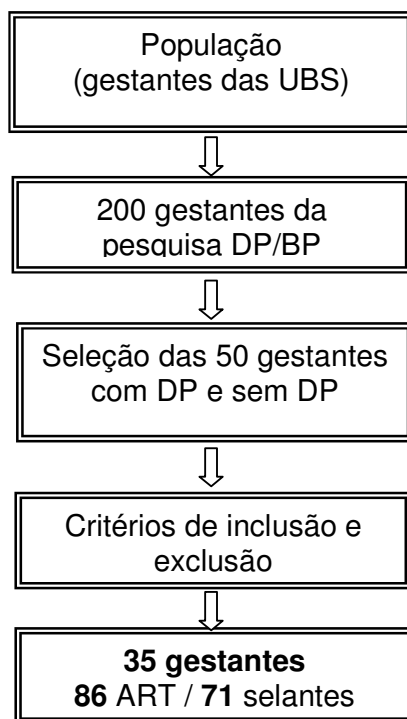 População
(gestantes das UBS)
200 gestantes da
pesquisa DP/BP
Seleção das 50 gestantes
com DP e sem DP
Critérios de inclusão e
exclusão
35 gestantes
86 ART / 71 selantes